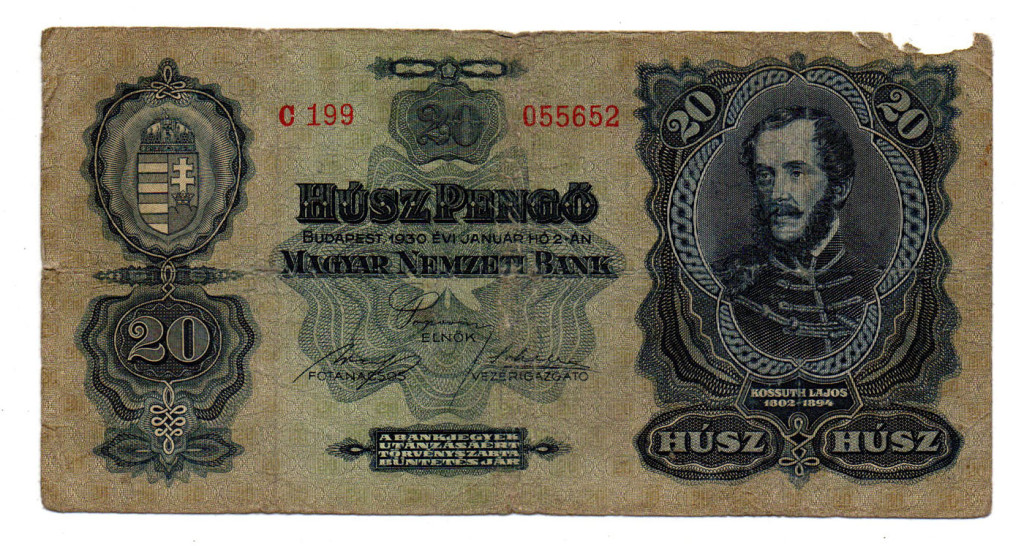 C 199
20
055652
20
20
HÚSZ PENGŐ
BUDAPEST, 1930 ÉVI JANUÁR HÓ 2-ÁN
MAGYAR NEMZETI BANK
ELNÖK
FŐTANÁCSOS
VEZÉRIGAZGATÓ
20
KOSSUTH LAJOS
1802-1894
A BANKJEGYEK
UTÁNZÁSÁÉRT
TÖRVÉNYSZABTA
BÜNTETÉS JÁR
HÚSZ
HÚSZ